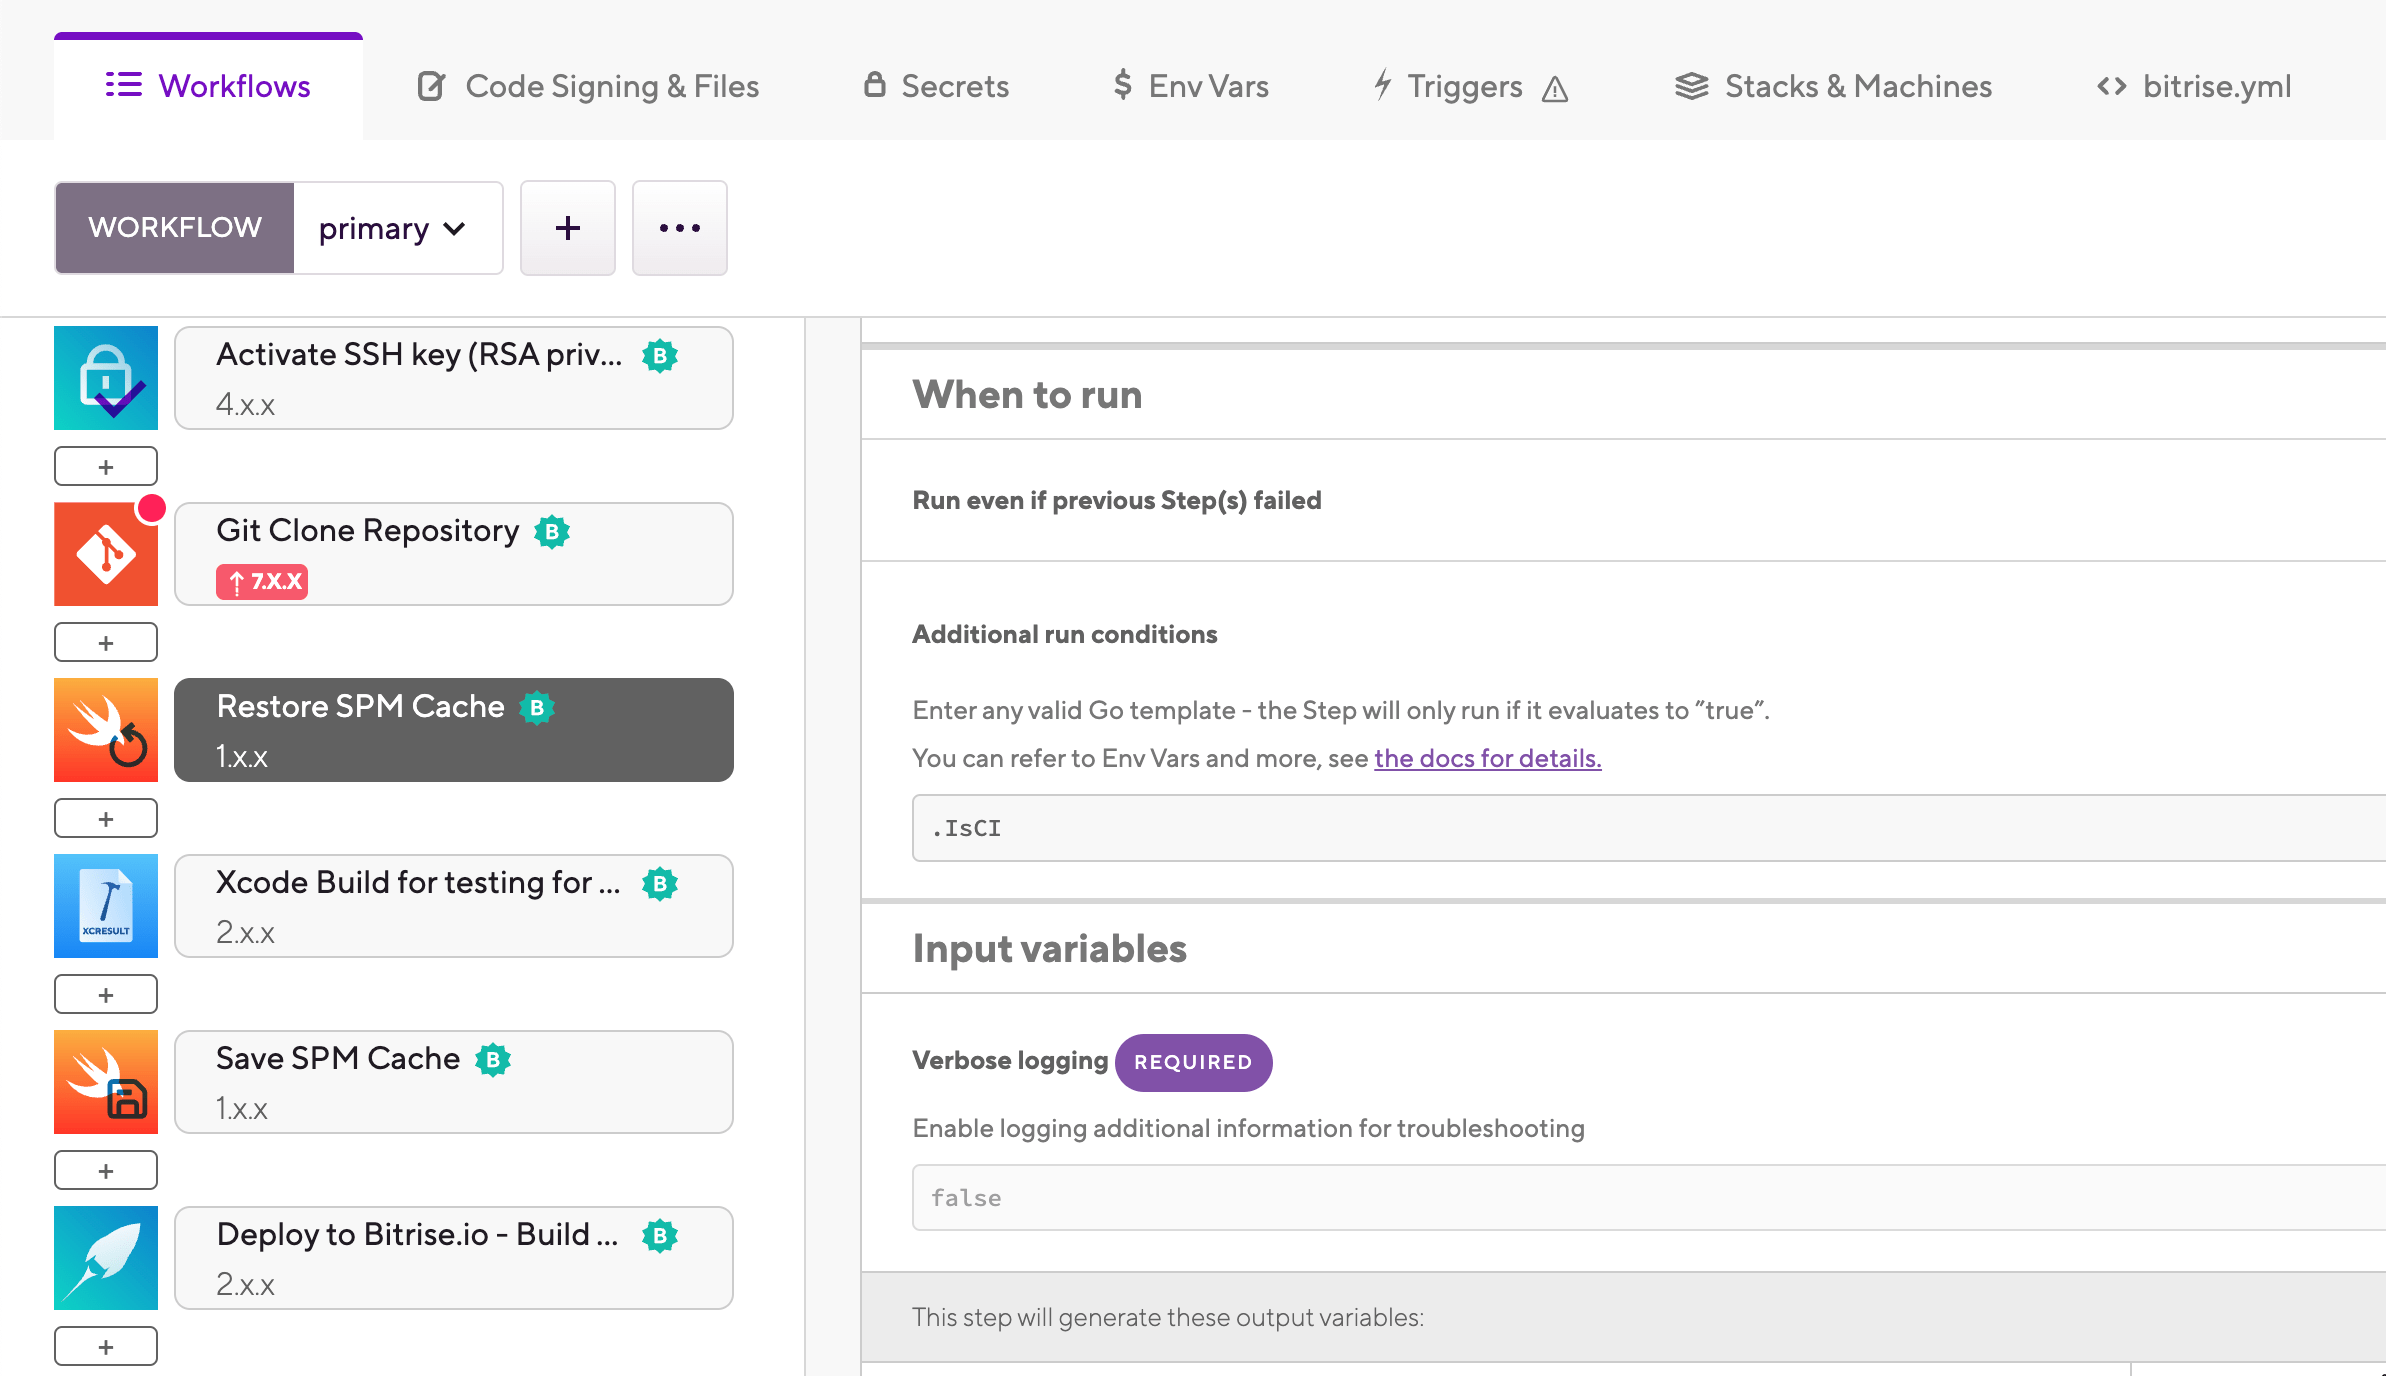 Workflows
Code Signing & Files
Secrets
$ Env Vars
Triggers
Stacks & Machines
<> bitrise.yml
WORKFLOW
primary
+
...
Activate SSH key (RSA priv... B
4.x.x
+
Git Clone Repository B
↑ 7.X.X
+
Restore SPM Cache B
1.x.x
+
XCRESULT
Xcode Build for testing for ... B
2.x.x
+
Save SPM Cache B
1.x.x
+
Deploy to Bitrise.io - Build ... B
2.x.x
+
When to run
Run even if previous Step(s) failed
Additional run conditions
Enter any valid Go template - the Step will only run if it evaluates to ”true”.
You can refer to Env Vars and more, see the docs for details.
.IsCI
Input variables
Verbose logging REQUIRED
Enable logging additional information for troubleshooting
false
This step will generate these output variables: